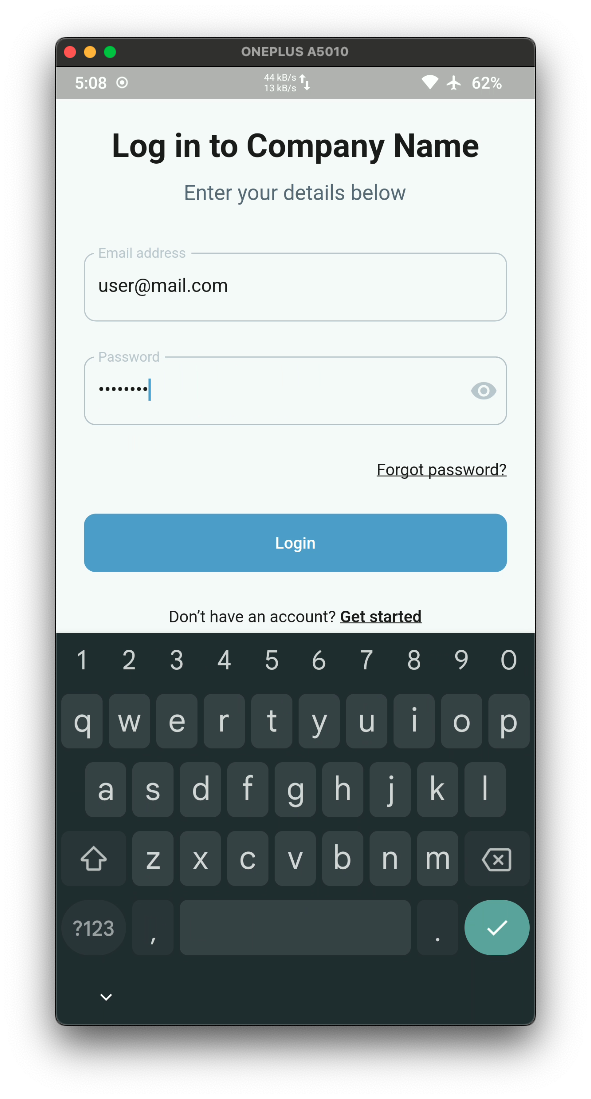 ONEPLUS A5010
5:08 44 kB/s 62%
13 kB/s
Log in to Company Name
Enter your details below
Email address
user@mail.com
Password
••••••••
Forgot password?
Login
Don't have an account? Get started
1 2 3 4 5 6 7 8 9 0
q w e r t y u i o p
a s d f g h j k l
z x c v b n m
?123 , .